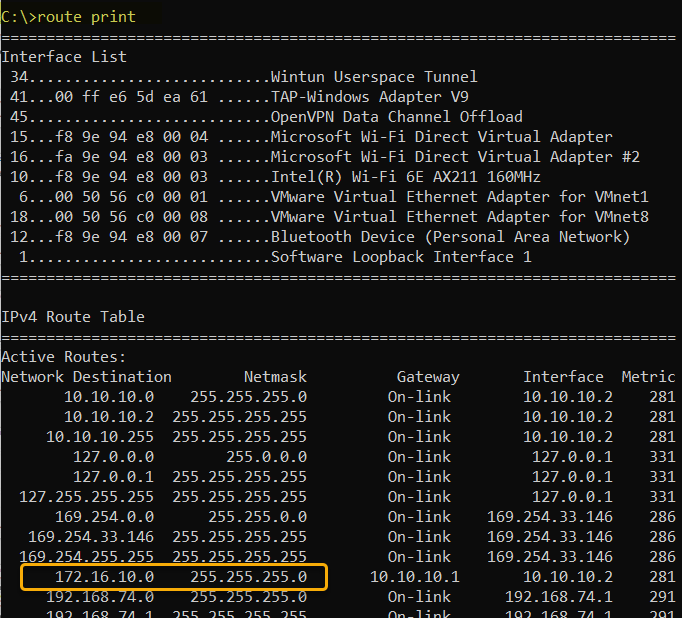 C:\>route print
===========================================================================
Interface List
 34...........................Wintun Userspace Tunnel
 41...00 ff e6 5d ea 61 ......TAP-Windows Adapter V9
 45...........................OpenVPN Data Channel Offload
 15...f8 9e 94 e8 00 04 ......Microsoft Wi-Fi Direct Virtual Adapter
 16...fa 9e 94 e8 00 03 ......Microsoft Wi-Fi Direct Virtual Adapter #2
 10...f8 9e 94 e8 00 03 ......Intel(R) Wi-Fi 6E AX211 160MHz
  6...00 50 56 c0 00 01 ......VMware Virtual Ethernet Adapter for VMnet1
 18...00 50 56 c0 00 08 ......VMware Virtual Ethernet Adapter for VMnet8
 12...f8 9e 94 e8 00 07 ......Bluetooth Device (Personal Area Network)
  1...........................Software Loopback Interface 1
===========================================================================
IPv4 Route Table
===========================================================================
Active Routes:
Network Destination        Netmask          Gateway       Interface  Metric
       10.10.10.0    255.255.255.0         On-link        10.10.10.2    281
       10.10.10.2  255.255.255.255         On-link        10.10.10.2    281
     10.10.10.255  255.255.255.255         On-link        10.10.10.2    281
        127.0.0.0        255.0.0.0         On-link         127.0.0.1    331
        127.0.0.1  255.255.255.255         On-link         127.0.0.1    331
  127.255.255.255  255.255.255.255         On-link         127.0.0.1    331
      169.254.0.0      255.255.0.0         On-link    169.254.33.146    286
   169.254.33.146  255.255.255.255         On-link    169.254.33.146    286
  169.254.255.255  255.255.255.255         On-link    169.254.33.146    286
      172.16.10.0    255.255.255.0       10.10.10.1       10.10.10.2    281
     192.168.74.0    255.255.255.0         On-link      192.168.74.1    291
     192.168.74.1  255.255.255.255         On-link      192.168.74.1    291